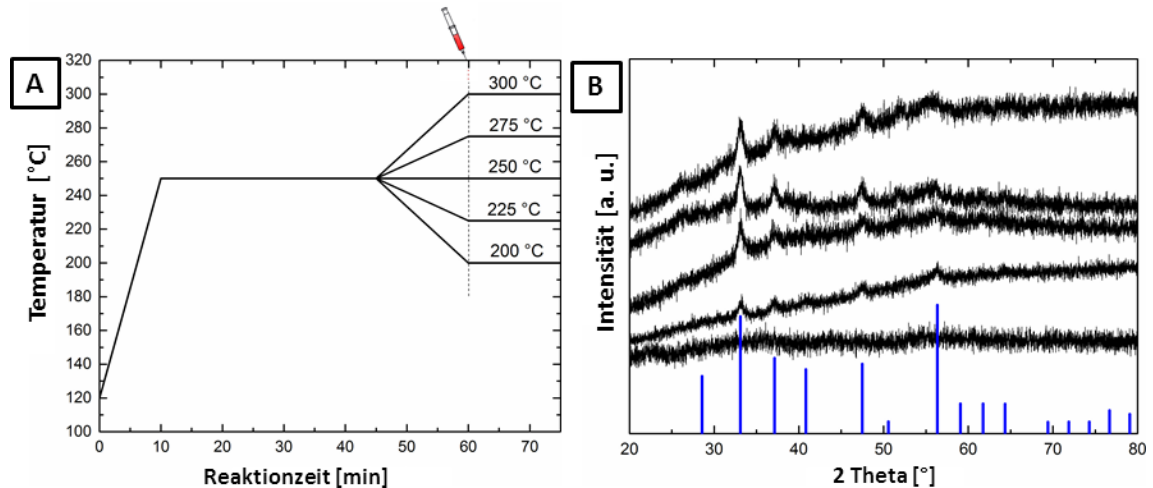 A
320
300
280
260
240
220
200
180
160
140
120
100
Temperatur [°C]
300 °C
275 °C
250 °C
225 °C
200 °C
0 10 20 30 40 50 60 70
Reaktionzeit [min]
B
Intensität [a. u.]
20 30 40 50 60 70 80
2 Theta [°]